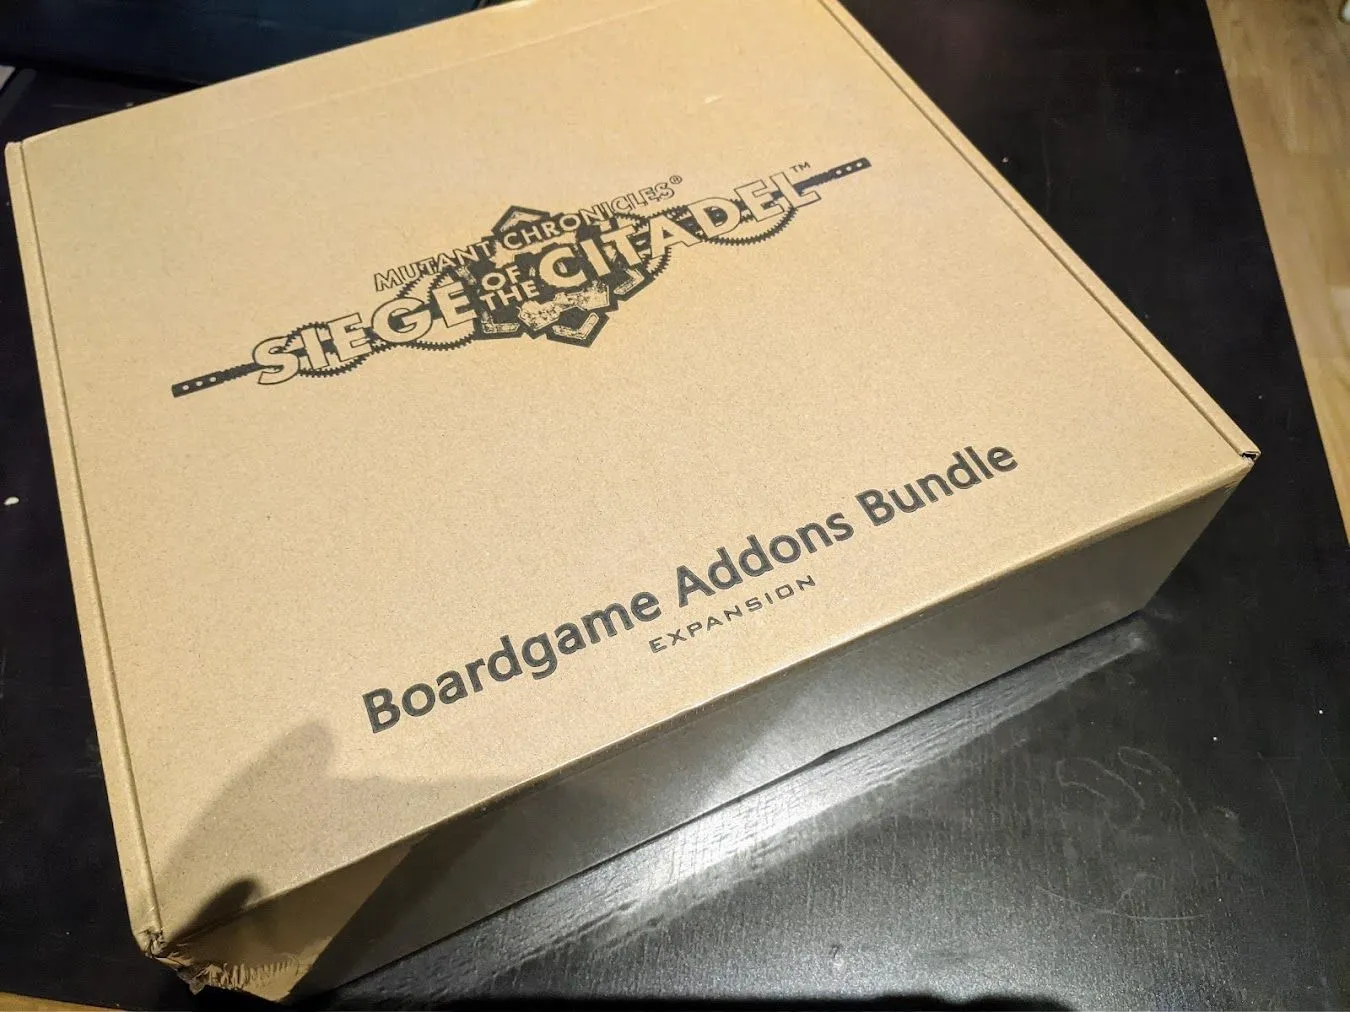 MUTANT CHRONICLES®
SIEGE OF THE CITADEL™
Boardgame Addons Bundle
EXPANSION